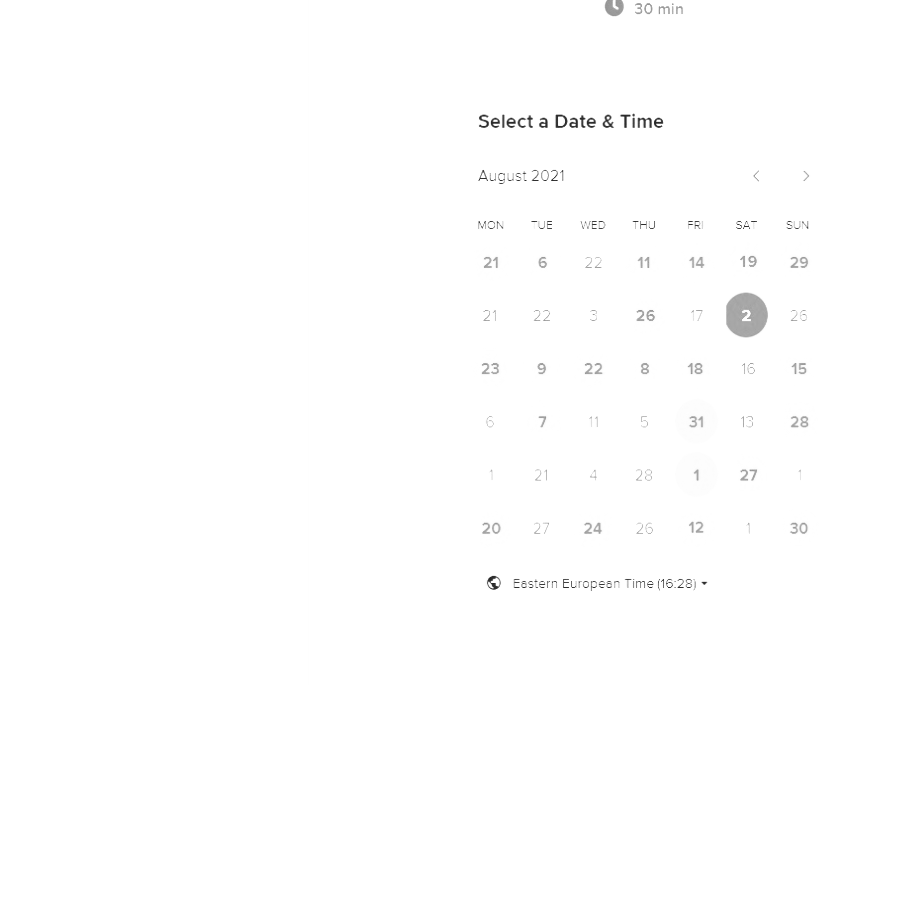 30 min
Select a Date & Time
August 2021
MON TUE WED THU FRI SAT SUN
21 6 22 11 14 19 29
21 22 3 26 17 2 26
23 9 22 8 18 16 15
6 7 11 5 31 13 28
1 21 4 28 1 27 1
20 27 24 26 12 1 30
Eastern European Time (16:28)